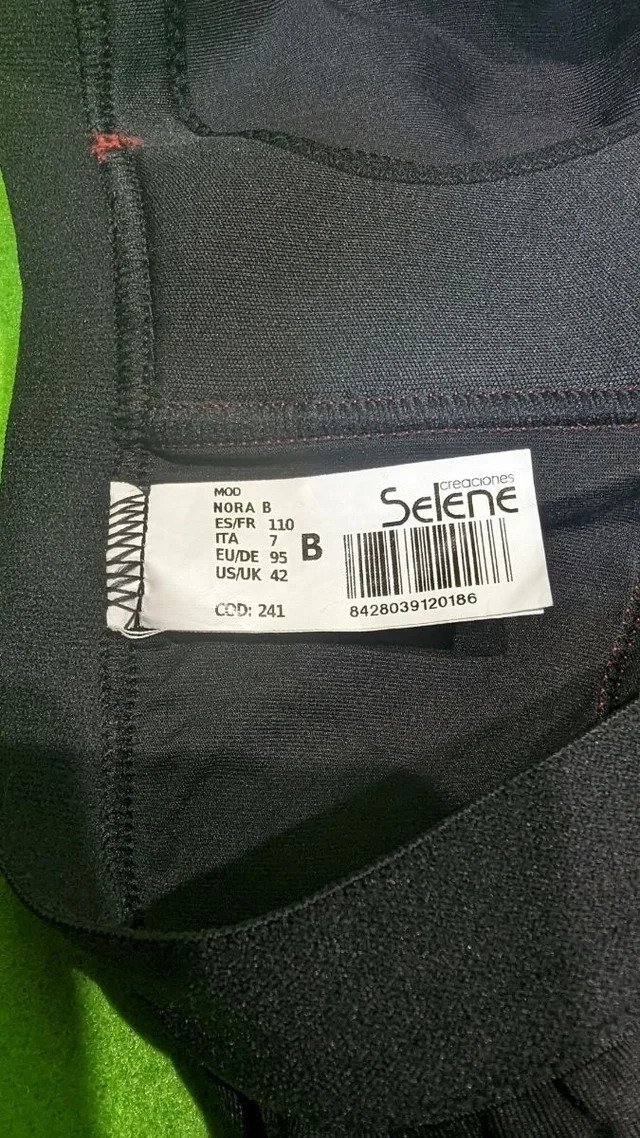 MOD
NORA B
ES/FR 110
ITA 7
EU/DE 95
US/UK 42
B
COD: 241
creaciones
Selene
8428039120186